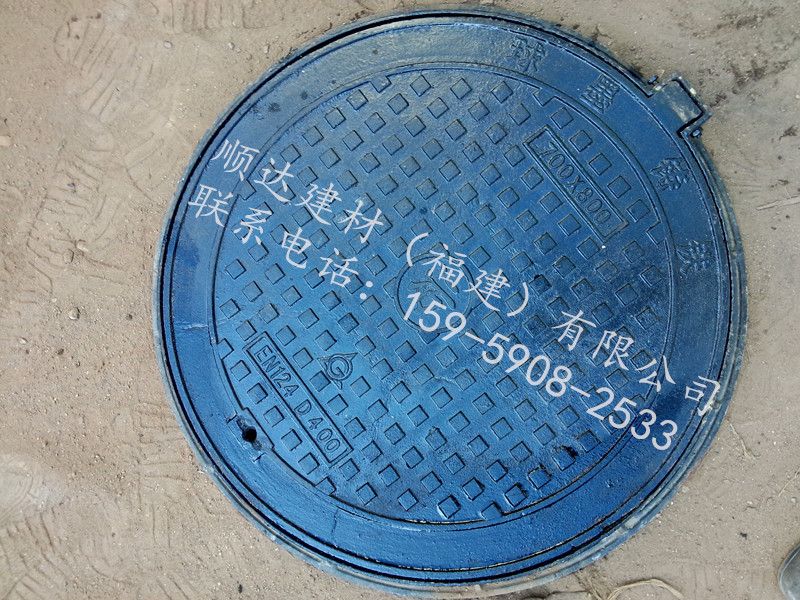 球墨铸铁
700X800
顺达建材（福建）有限公司
联系电话：159-5908-2533
EN124 D400